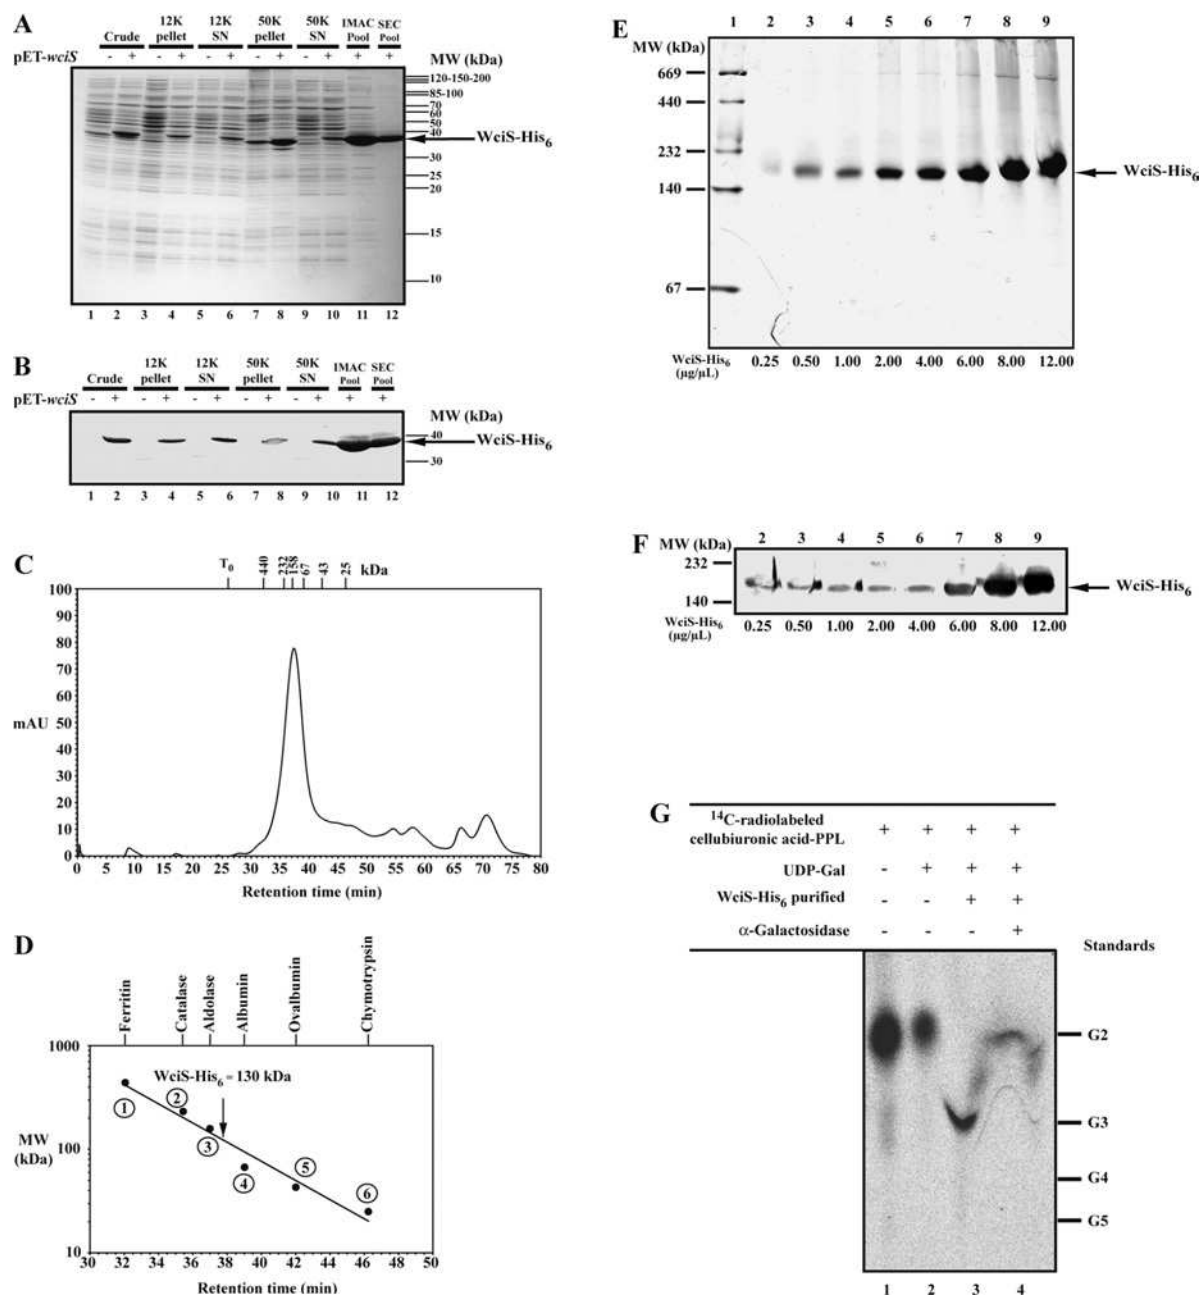 A
12K 12K 50K 50K IMAC SEC
Crude pellet SN pellet SN Pool Pool
pET-wciS - + - + - + - + - + + + MW (kDa)
120-150-200
85-100
70
60
50
40
WciS-His6
30
25
20
15
10
1 2 3 4 5 6 7 8 9 10 11 12
B
12K 12K 50K 50K IMAC SEC
Crude pellet SN pellet SN Pool Pool
pET-wciS - + - + - + - + - + + +
MW (kDa)
40
WciS-His6
30
1 2 3 4 5 6 7 8 9 10 11 12
C
T0 440 232 158 67 43 25 kDa
100
90
80
70
60
mAU 50
40
30
20
10
0
0 5 10 15 20 25 30 35 40 45 50 55 60 65 70 75 80
Retention time (min)
D
Ferritin Catalase Aldolase Albumin Ovalbumin Chymotrypsin
1000
WciS-His6 = 130 kDa
1 2 3 4 5 6
MW (kDa)
100
10
30 32 34 36 38 40 42 44 46 48 50
Retention time (min)
E
1 2 3 4 5 6 7 8 9
MW (kDa)
669
440
232
WciS-His6
140
67
WciS-His6 (µg/µL) 0.25 0.50 1.00 2.00 4.00 6.00 8.00 12.00
F
2 3 4 5 6 7 8 9
MW (kDa)
232
WciS-His6
140
WciS-His6 (µg/µL) 0.25 0.50 1.00 2.00 4.00 6.00 8.00 12.00
G
14C-radiolabeled
cellubiuronic acid-PPL + + + +
UDP-Gal - + + +
WciS-His6 purified - - + +
α-Galactosidase - - - +
Standards
G2
G3
G4
G5
1 2 3 4